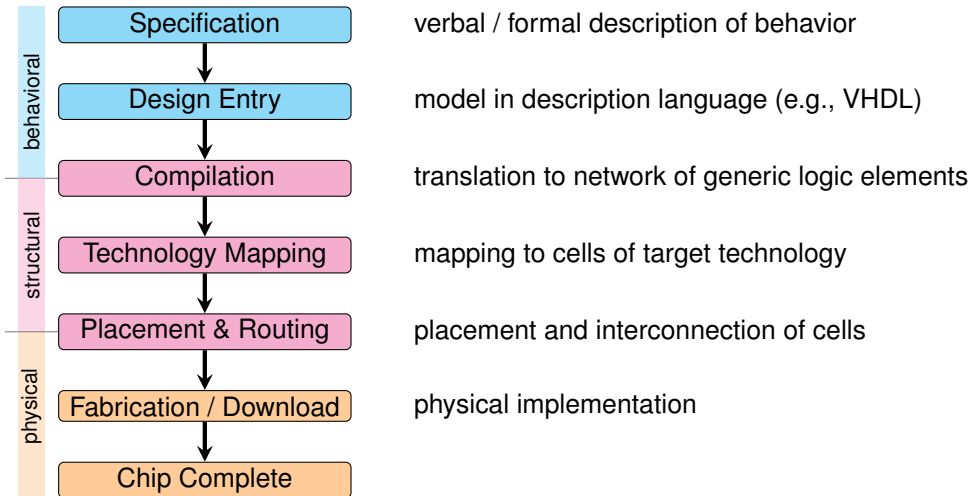 Specification
verbal / formal description of behavior
Design Entry
model in description language (e.g., VHDL)
behavioral
Compilation
translation to network of generic logic elements
structural
Technology Mapping
mapping to cells of target technology
Placement & Routing
placement and interconnection of cells
physical
Fabrication / Download
physical implementation
Chip Complete